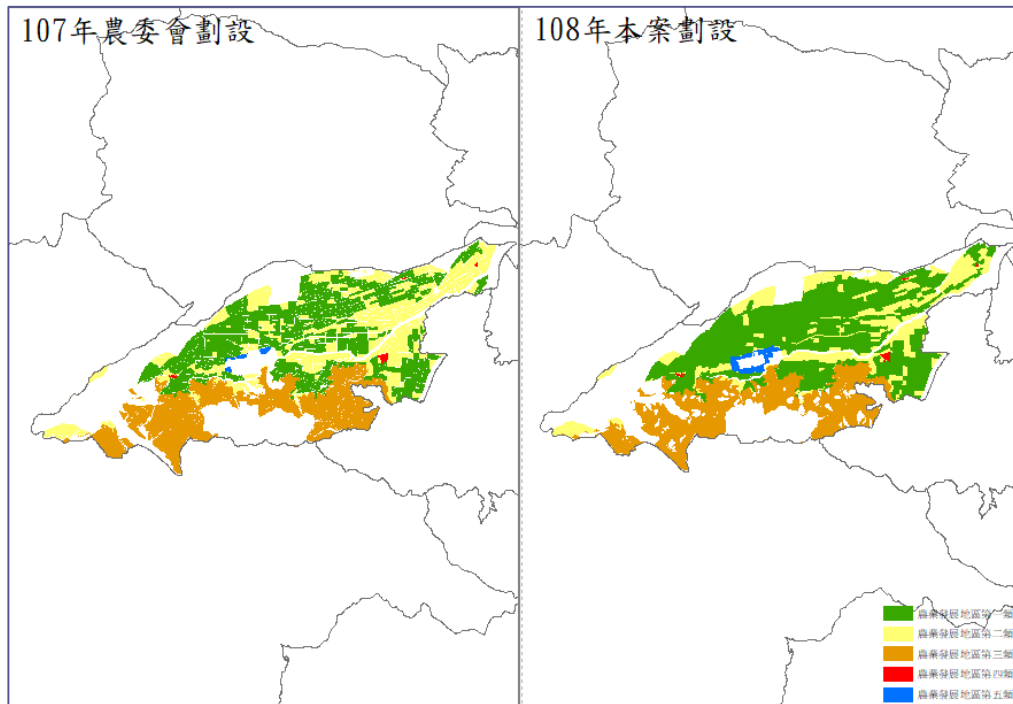 107年農委會劃設
108年本案劃設
農業發展地區第一類
農業發展地區第二類
農業發展地區第三類
農業發展地區第四類
農業發展地區第五類